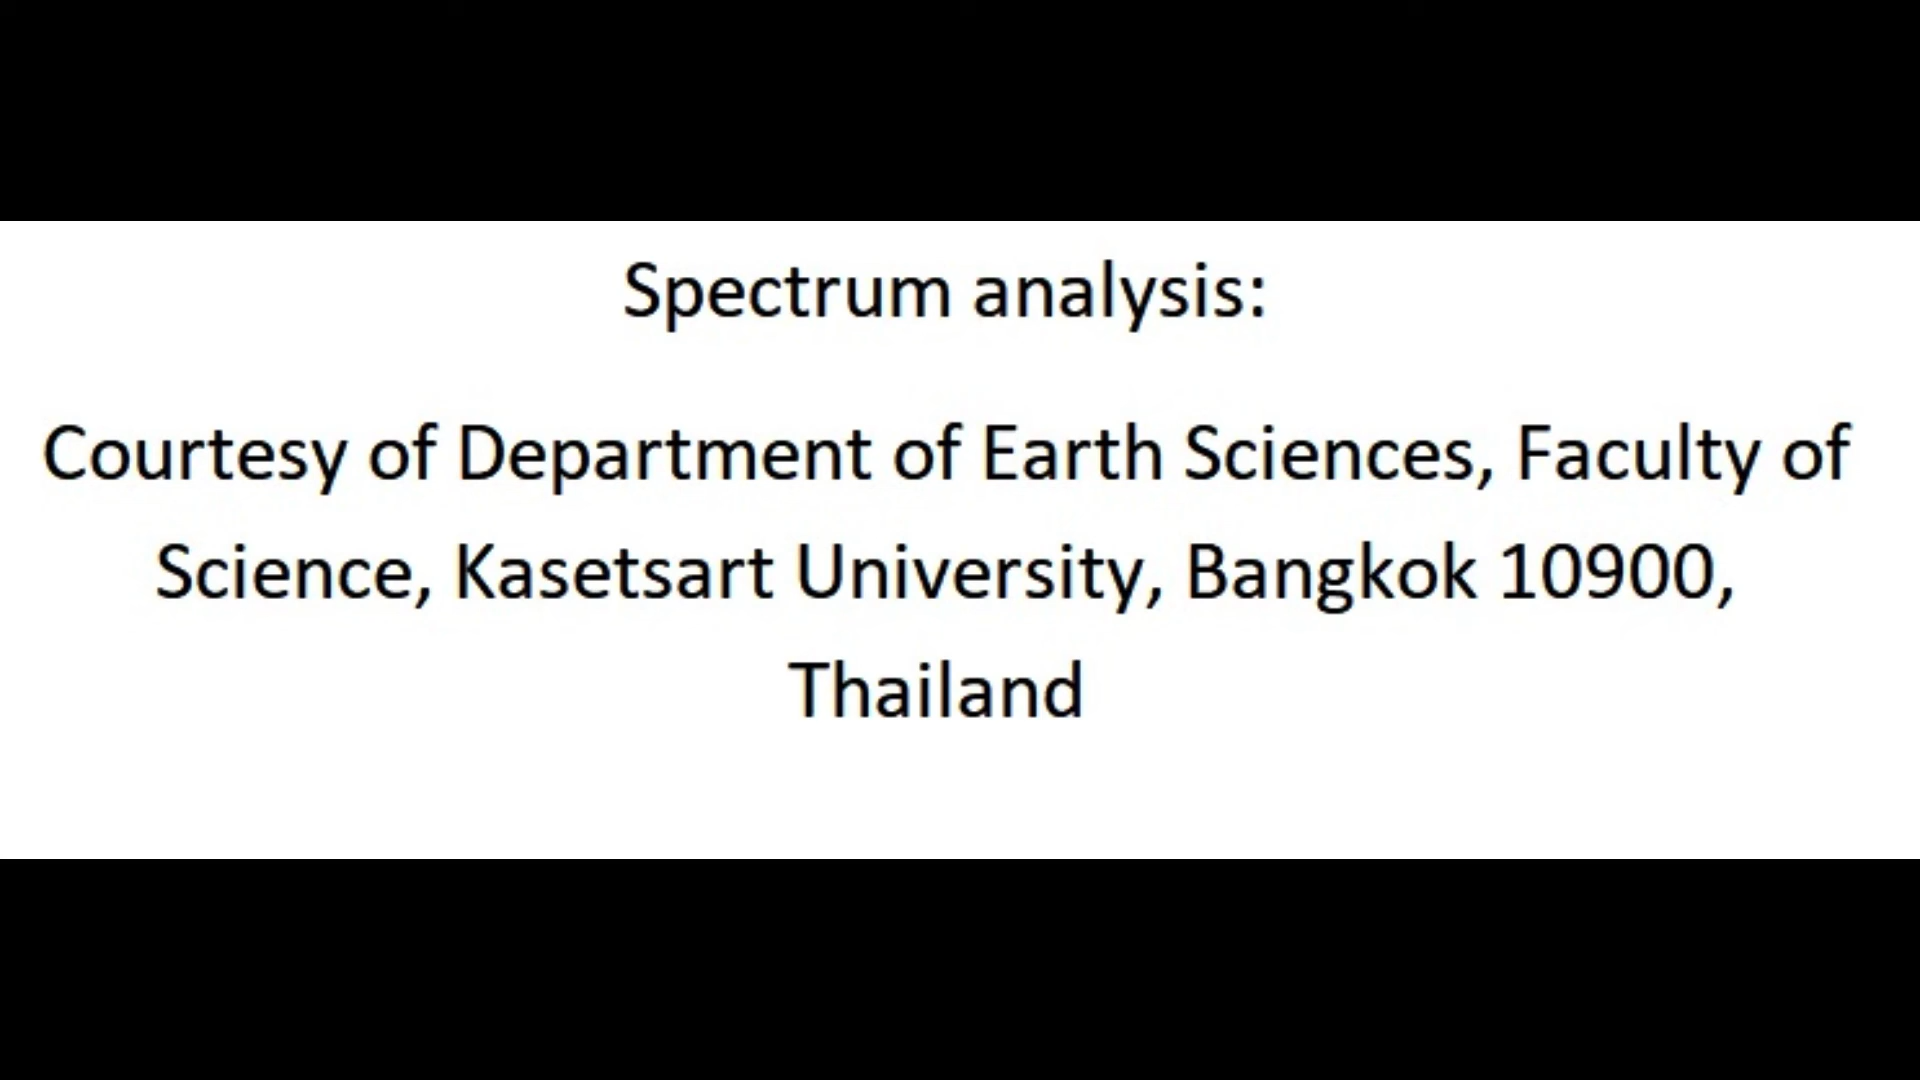 Spectrum analysis:
Courtesy of Department of Earth Sciences, Faculty of
Science, Kasetsart University, Bangkok 10900,
Thailand